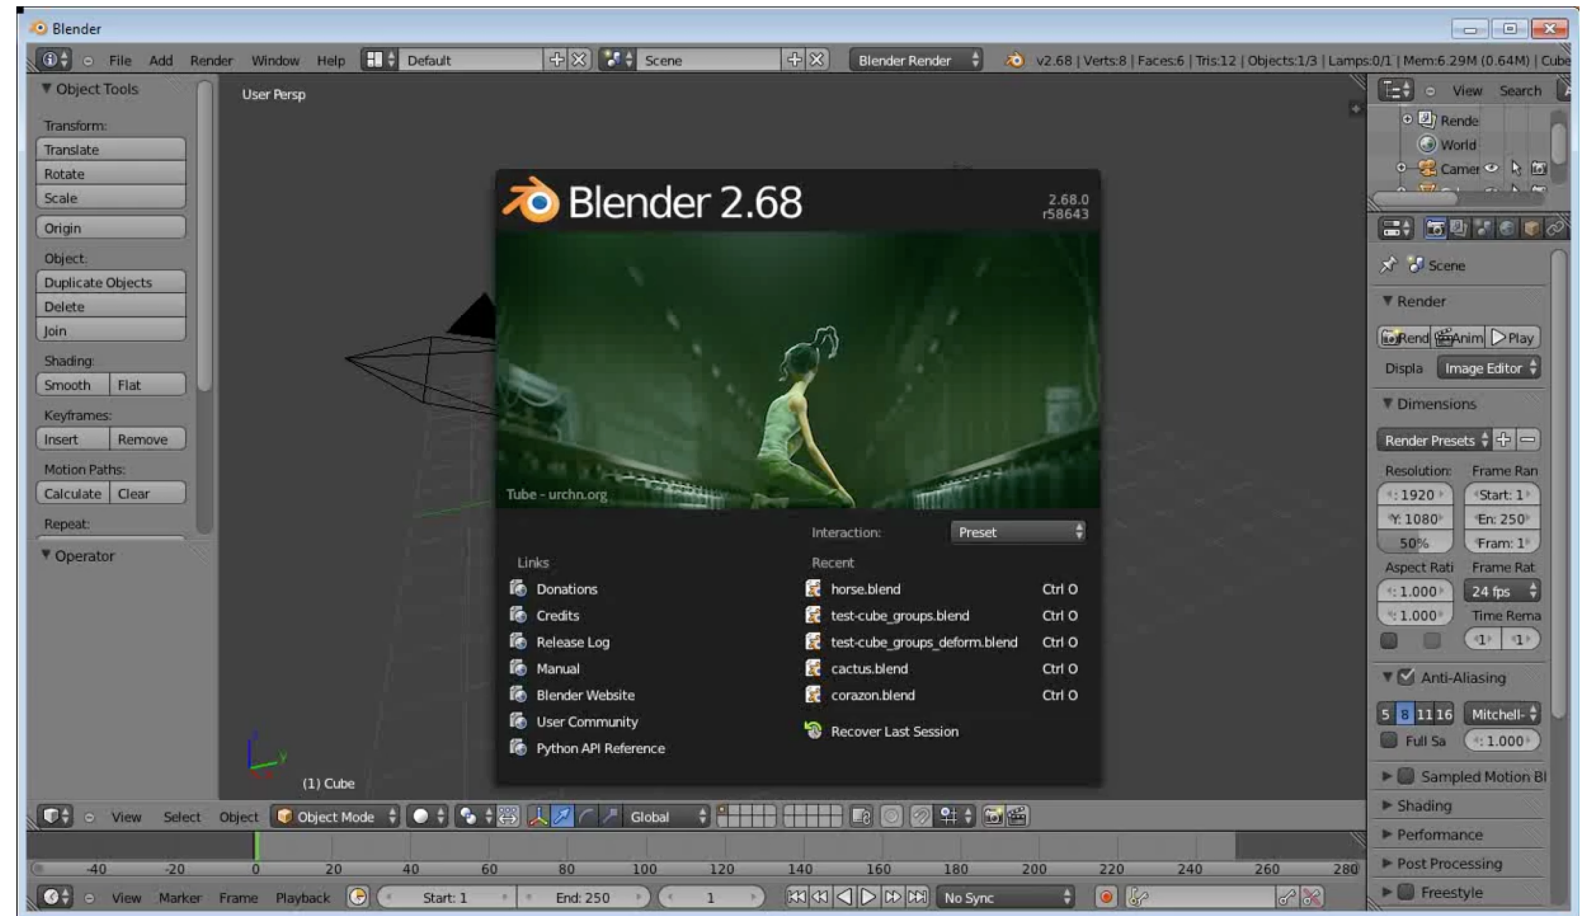 Blender
File Add Render Window Help Default Scene Blender Render v2.68 | Verts:8 | Faces:6 | Tris:12 | Objects:1/3 | Lamps:0/1 | Mem:6.29M (0.64M) | Cube
Object Tools
Transform:
Translate
Rotate
Scale
Origin
Object:
Duplicate Objects
Delete
Join
Shading:
Smooth Flat
Keyframes:
Insert Remove
Motion Paths:
Calculate Clear
Repeat:
Operator
User Persp
Blender 2.68
2.68.0
r58643
Tube - urchn.org
Interaction: Preset
Links
Donations
Credits
Release Log
Manual
Blender Website
User Community
Python API Reference
Recent
horse.blend Ctrl O
test-cube_groups.blend Ctrl O
test-cube_groups_deform.blend Ctrl O
cactus.blend Ctrl O
corazon.blend Ctrl O
Recover Last Session
z
y
(1) Cube
View Search
Rende
World
Camer
Scene
Render
Rend Anim Play
Displa Image Editor
Dimensions
Render Presets
Resolution: Frame Ran
: 1920 Start: 1
Y: 1080 En: 250
50% Fram: 1
Aspect Rati Frame Rat
: 1.000 24 fps
: 1.000 Time Rema
1 1
Anti-Aliasing
5 8 11 16 Mitchell-
Full Sa : 1.000
Sampled Motion Bl
Shading
Performance
Post Processing
Freestyle
View Select Object Object Mode Global
-40 -20 0 20 40 60 80 100 120 140 160 180 200 220 240 260 280
View Marker Frame Playback Start: 1 End: 250 1 No Sync